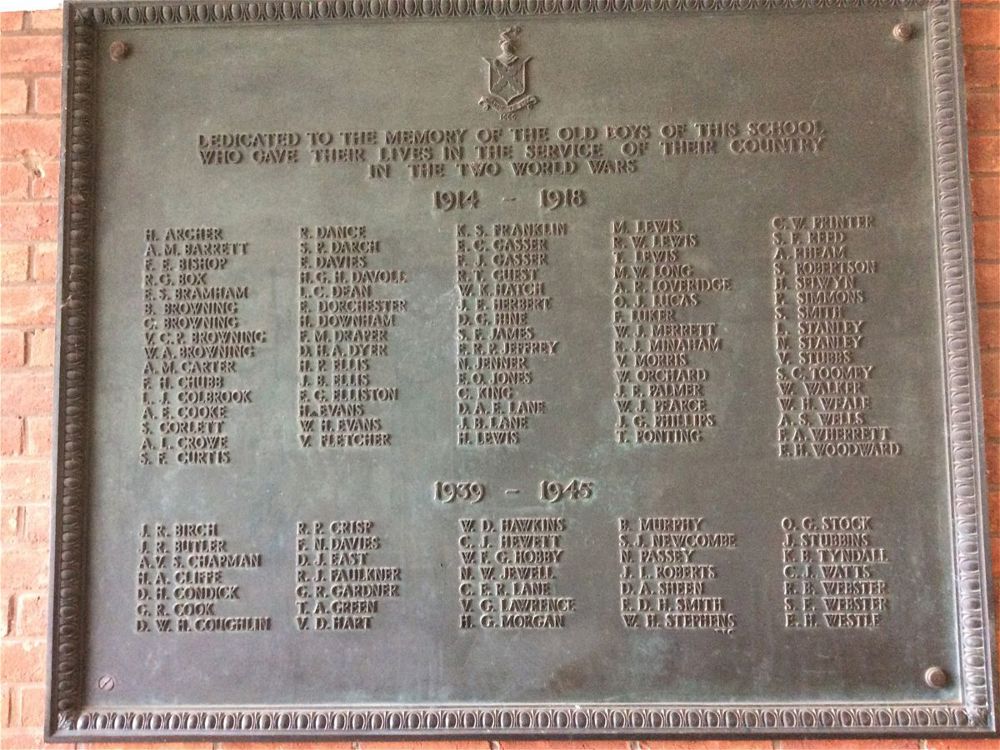 DEDICATED TO THE MEMORY OF THE OLD BOYS OF THIS SCHOOL
WHO GAVE THEIR LIVES IN THE SERVICE OF THEIR COUNTRY
IN THE TWO WORLD WARS
1914 - 1918
H. ARCHER
A. M. BARRETT
F. E. BISHOP
R. G. BOX
E. S. BRAMHAM
B. BROWNING
C. BROWNING
V. C. P. BROWNING
W. A. BROWNING
A. M. CARTER
F. H. CHUBB
L. J. COLBROOK
A. E. COOKE
S. CORLETT
A. L. CROWE
S. F. CURTIS
R. DANCE
S. P. DARCH
E. DAVIES
H. G. H. DAVOLL
L. C. DEAN
E. DORCHESTER
H. DOWNHAM
F. M. DRAPER
D. H. A. DYER
H. P. ELLIS
J. B. ELLIS
F. G. ELLISTON
H. EVANS
W. H. EVANS
V. FLETCHER
K. S. FRANKLIN
E. C. GASSER
F. J. GASSER
R. T. GUEST
W. K. HATCH
J. E. HERBERT
D. G. HINE
S. F. JAMES
E. R. P. JEFFREY
N. JENNER
F. O. JONES
C. KING
D. A. E. LANE
J. B. LANE
H. LEWIS
M. LEWIS
R. W. LEWIS
T. LEWIS
M. W. LONG
A. P. LOVERIDGE
O. J. LUCAS
F. LUKER
W. J. MERRETT
R. J. MINAHAM
V. MORRIS
W. ORCHARD
J. E. PALMER
W. J. PEARCE
J. G. PHILLIPS
T. PONTING
C. W. PRINTER
S. F. REED
A. RHEAM
S. ROBERTSON
H. SELWYN
P. SIMMONS
S. SMITH
L. STANLEY
N. STANLEY
V. STUBBS
S. C. TOOMEY
W. WALKER
W. H. WEALE
A. S. WELLS
F. A. WHERRETT
E. H. WOODWARD
1939 - 1945
J. R. BIRCH
J. R. BUTLER
A. V. S. CHAPMAN
H. A. CLIFFE
D. H. CONDICK
G. R. COOK
D. W. H. COUGHLIN
R. P. CRISP
F. N. DAVIES
D. J. EAST
R. J. FAULKNER
G. R. GARDNER
T. A. GREEN
V. D. HART
W. D. HAWKINS
C. J. HEWETT
W. F. G. HOBBY
N. W. JEWELL
C. E. R. LANE
V. G. LAWRENCE
H. G. MORGAN
B. MURPHY
S. J. NEWCOMBE
N. PASSEY
J. L. ROBERTS
D. A. SHEEN
E. D. H. SMITH
W. H. STEPHENS
O. G. STOCK
J. STUBBINS
K. B. TYNDALL
C. J. WATTS
R. B. WEBSTER
S. E. WEBSTER
E. H. WESTLE